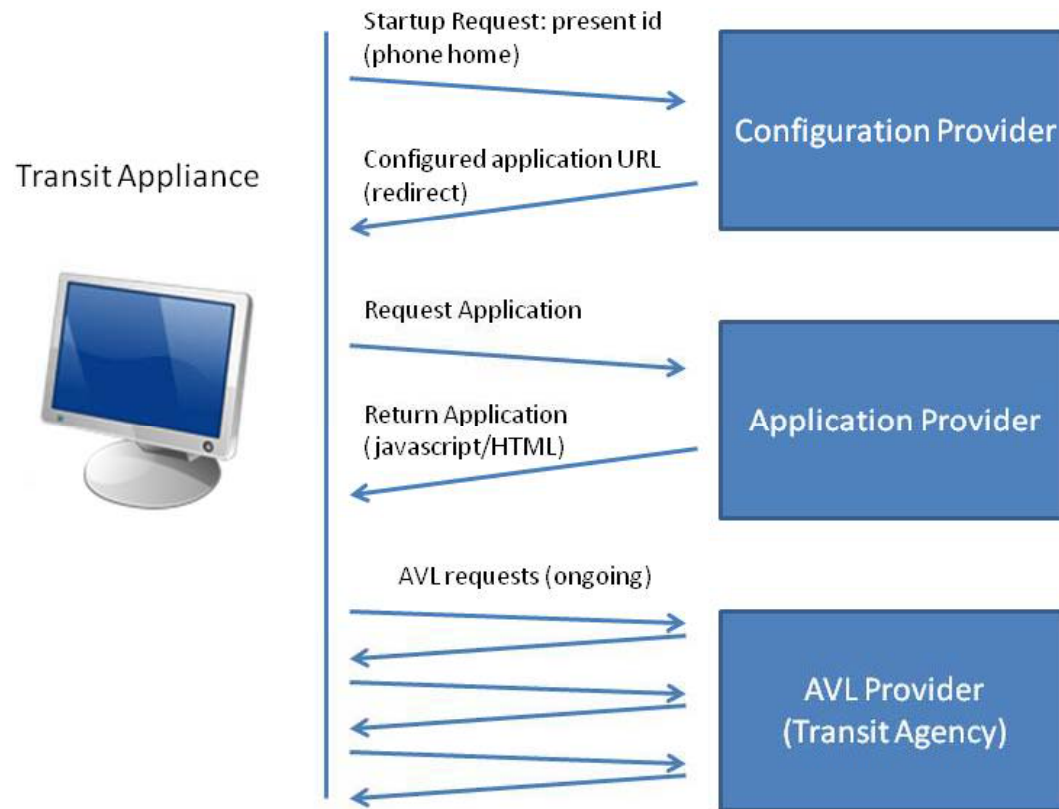 Startup Request: present id
(phone home)
Configuration Provider
Configured application URL
(redirect)
Transit Appliance
Request Application
Return Application
(javascript/HTML)
Application Provider
AVL requests (ongoing)
AVL Provider
(Transit Agency)